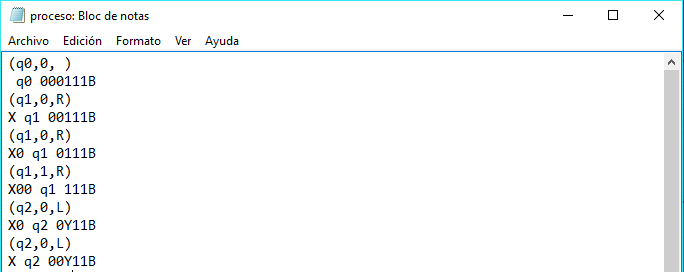 proceso: Bloc de notas
Archivo Edición Formato Ver Ayuda
(q0,0, )
 q0 000111B
(q1,0,R)
X q1 00111B
(q1,0,R)
X0 q1 0111B
(q1,1,R)
X00 q1 111B
(q2,0,L)
X0 q2 0Y11B
(q2,0,L)
X q2 00Y11B